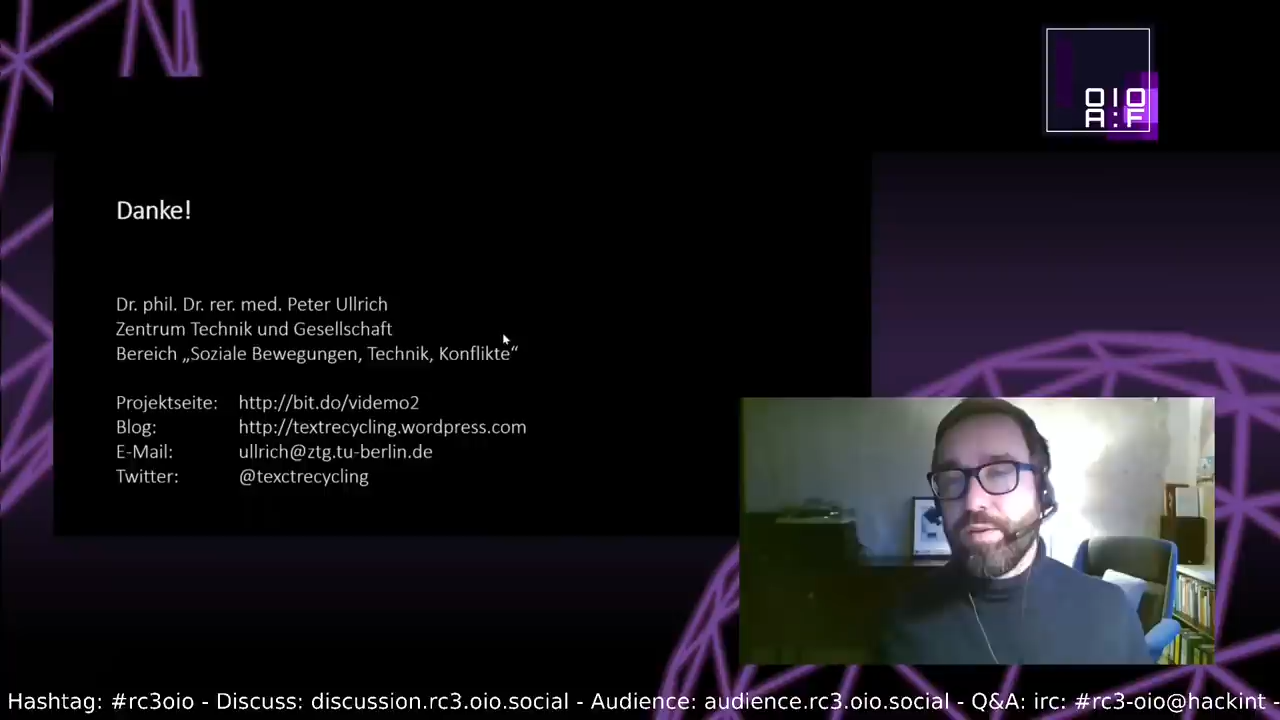 OIO
A:F
Danke!
Dr. phil. Dr. rer. med. Peter Ullrich
Zentrum Technik und Gesellschaft
Bereich „Soziale Bewegungen, Technik, Konflikte“
Projektseite: http://bit.do/videmo2
Blog: http://textrecycling.wordpress.com
E-Mail: ullrich@ztg.tu-berlin.de
Twitter: @texctrecycling
Hashtag: #rc3oio - Discuss: discussion.rc3.oio.social - Audience: audience.rc3.oio.social - Q&A: irc: #rc3-oio@hackint -